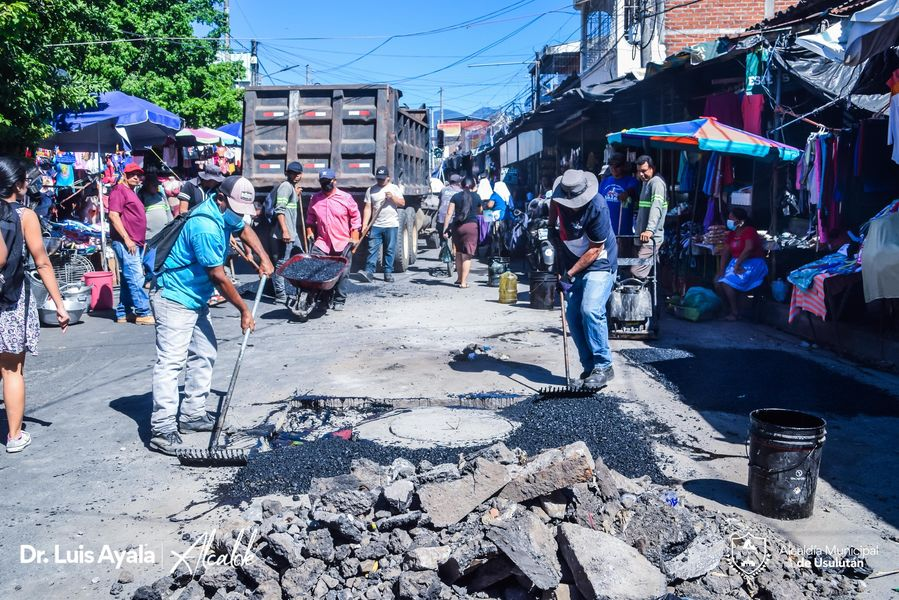 Dr. Luis Ayala
Alcalde
Alcaldía Municipal
de Usulután